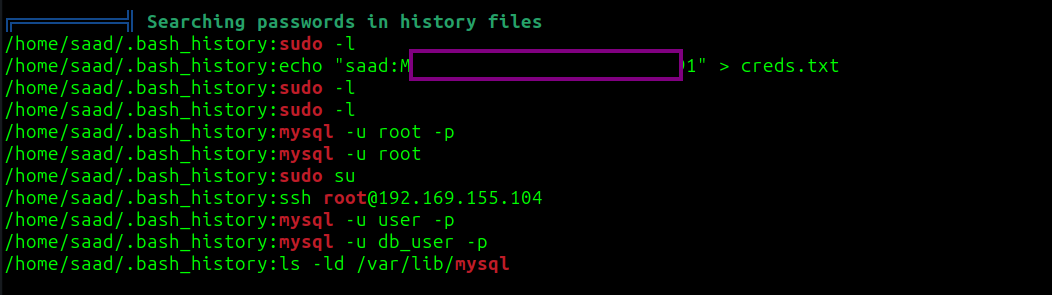 Searching passwords in history files
/home/saad/.bash_history:sudo -l
/home/saad/.bash_history:echo "saad:M 1" > creds.txt
/home/saad/.bash_history:sudo -l
/home/saad/.bash_history:sudo -l
/home/saad/.bash_history:mysql -u root -p
/home/saad/.bash_history:mysql -u root
/home/saad/.bash_history:sudo su
/home/saad/.bash_history:ssh root@192.169.155.104
/home/saad/.bash_history:mysql -u user -p
/home/saad/.bash_history:mysql -u db_user -p
/home/saad/.bash_history:ls -ld /var/lib/mysql